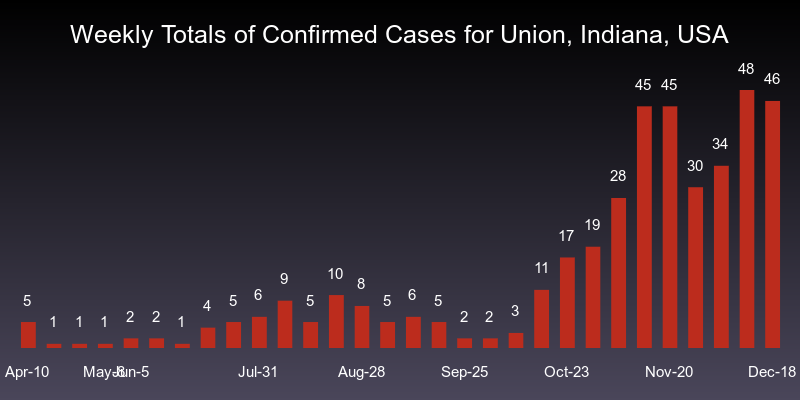 Weekly Totals of Confirmed Cases for Union, Indiana, USA
5 1 1 1 2 2 1 4 5 6 9 5 10 8 5 6 5 2 2 3 11 17 19 28 45 45 30 34 48 46
Apr-10 May-8 Jun-5 Jul-31 Aug-28 Sep-25 Oct-23 Nov-20 Dec-18